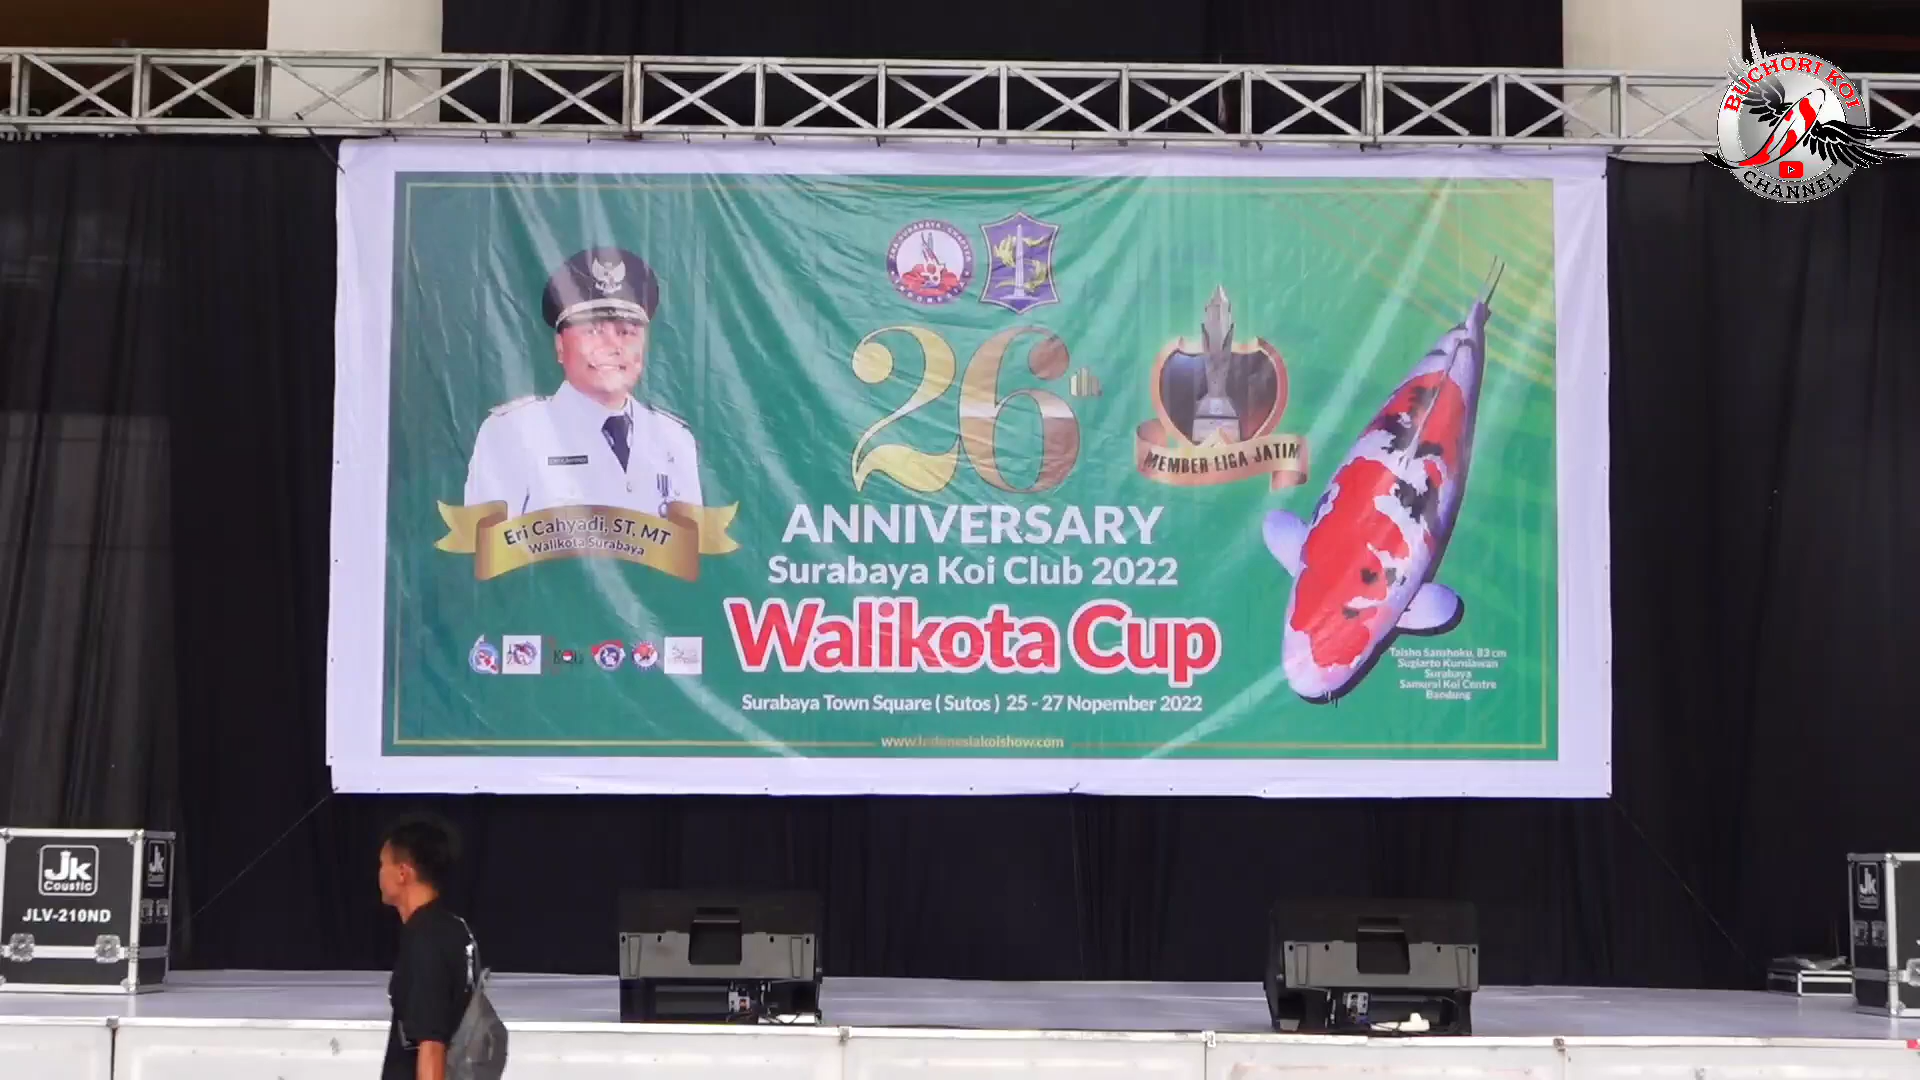 BUCHORI KOI
CHANNEL
26th
MEMBER LIGA JATIM
ANNIVERSARY
Surabaya Koi Club 2022
Walikota Cup
Surabaya Town Square ( Sutos ) 25 - 27 Nopember 2022
www.indonesiakoishow.com
Eri Cahyadi, ST, MT
Walikota Surabaya
Taisho Sanshoku, 83 cm
Sugiarto Kurniawan
Surabaya
Samurai Koi Centre
Bandung
Jk
Coustic
JLV-210ND
Jk
Jk